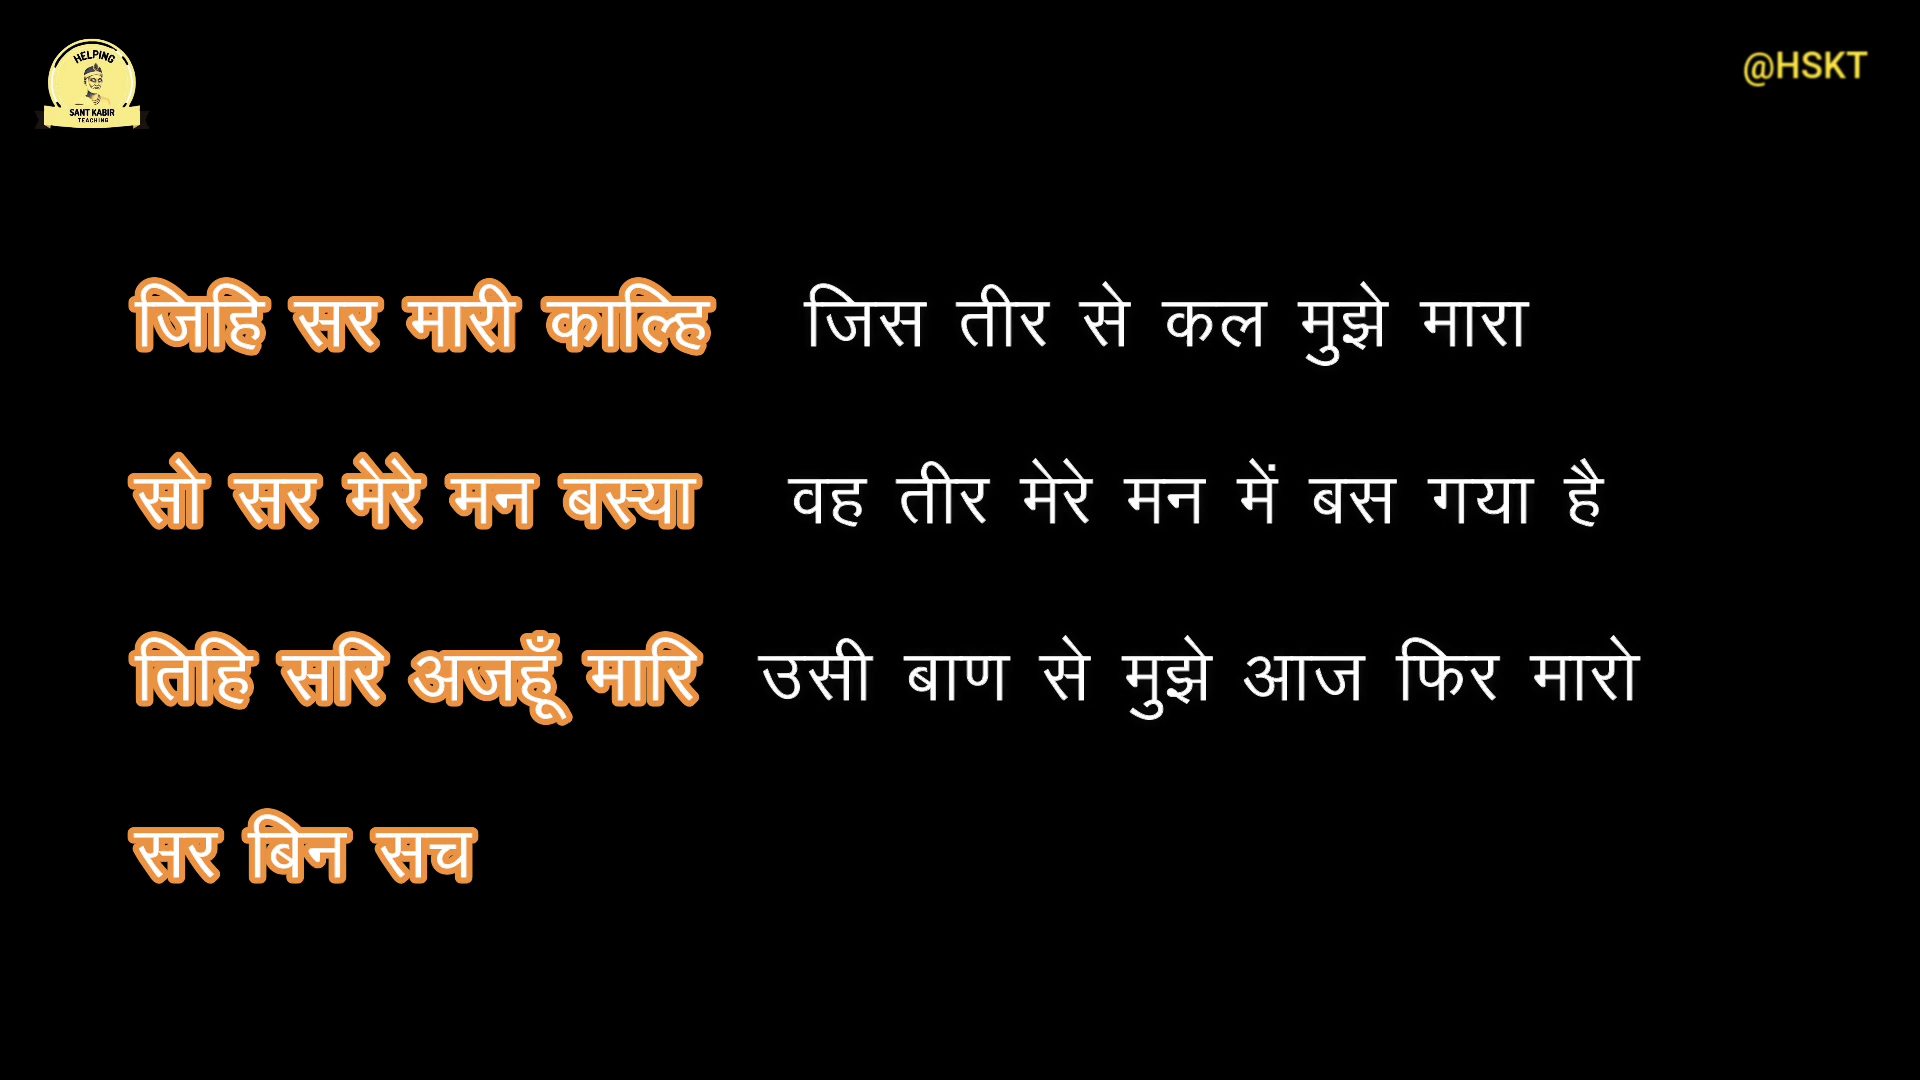 HELPING
SANT KABIR
TEACHING
@HSKT
जिहि सर मारी काल्हि जिस तीर से कल मुझे मारा
सो सर मेरे मन बस्या वह तीर मेरे मन में बस गया है
तिहि सरि अजहूँ मारि उसी बाण से मुझे आज फिर मारो
सर बिन सच